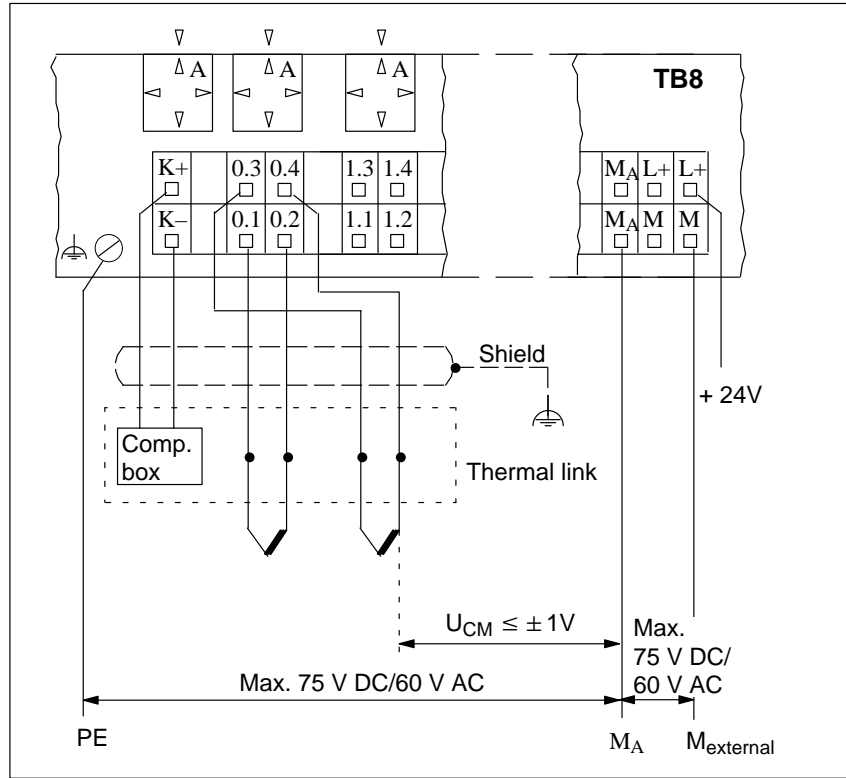 A A A TB8
K+ 0.3 0.4 1.3 1.4 MA L+ L+
K– 0.1 0.2 1.1 1.2 MA M M
Shield
+ 24V
Comp.
box
Thermal link
UCM ≤ ± 1V
Max.
75 V DC/
60 V AC
Max. 75 V DC/60 V AC
PE MA Mexternal